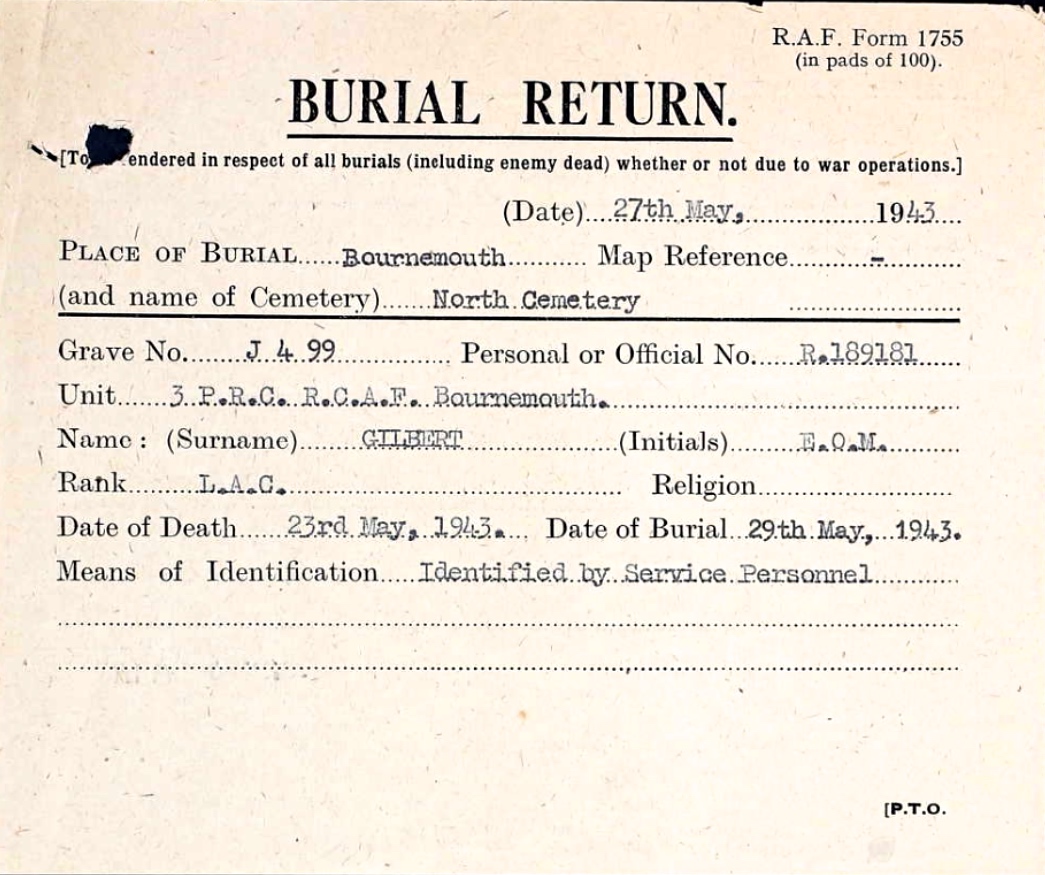 R.A.F. Form 1755
(in pads of 100).
BURIAL RETURN.
[To endered in respect of all burials (including enemy dead) whether or not due to war operations.]
(Date) 27th May, 1943
PLACE OF BURIAL Bournemouth Map Reference -
(and name of Cemetery) North Cemetery
Grave No. J 4 99 Personal or Official No. R.189181
Unit 3 P.R.C. R.C.A.F. Bournemouth.
Name: (Surname) GILBERT (Initials) E.O.M.
Rank L.A.C. Religion
Date of Death 23rd May, 1943. Date of Burial 29th May, 1943.
Means of Identification Identified by Service Personnel
[P.T.O.